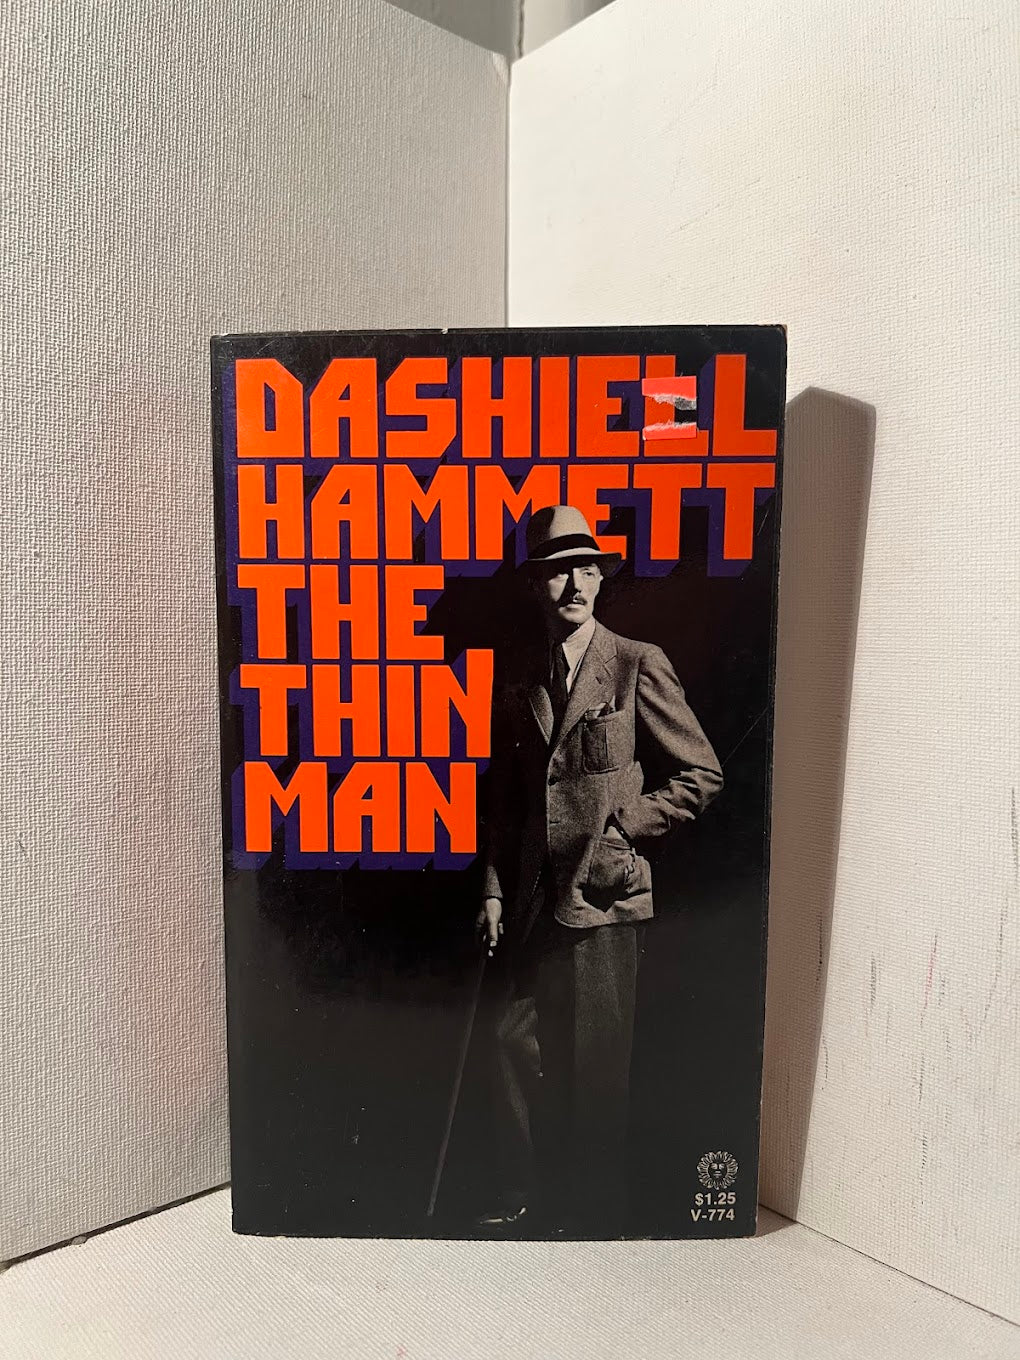 DASHIELL
HAMMETT
THE
THIN
MAN
$1.25
V-774